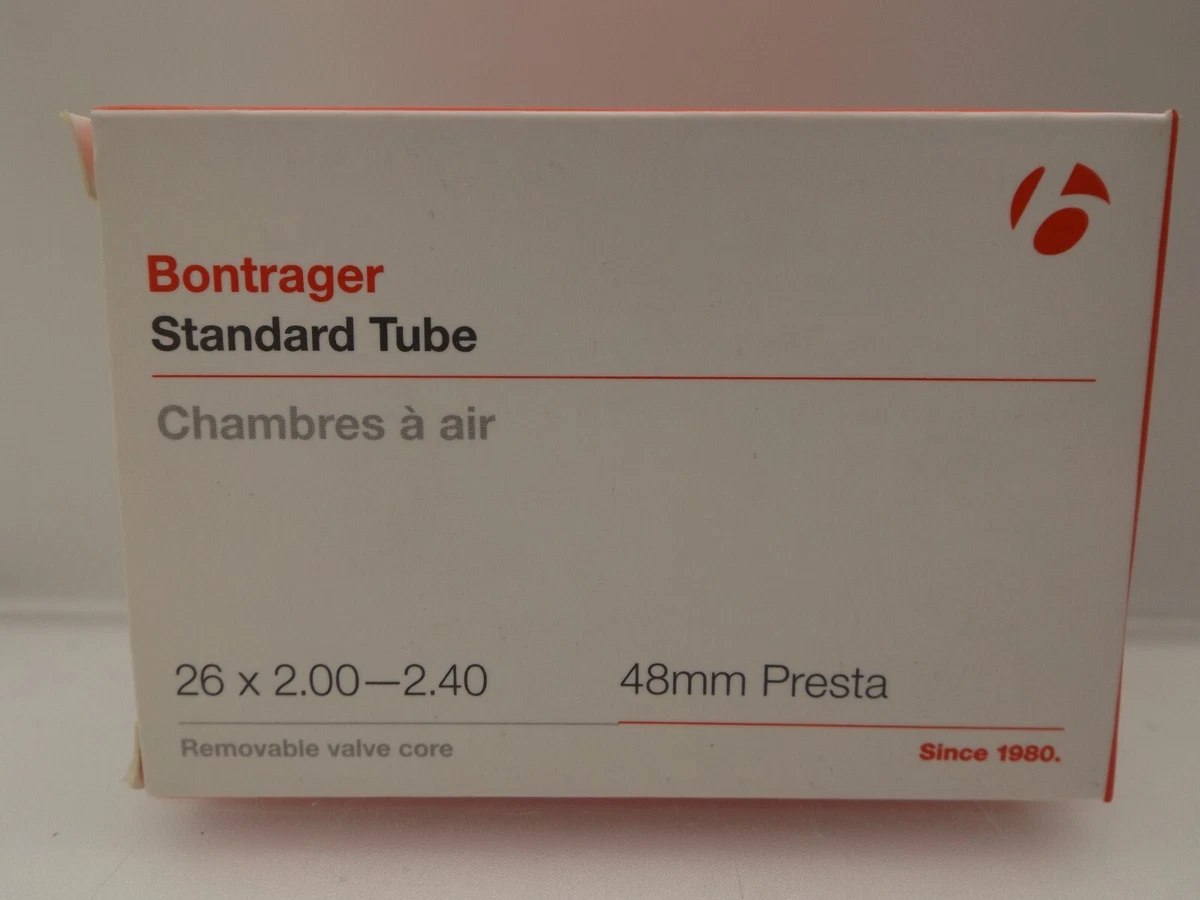 Bontrager
Standard Tube
Chambres à air
26 x 2.00—2.40
48mm Presta
Removable valve core
Since 1980.